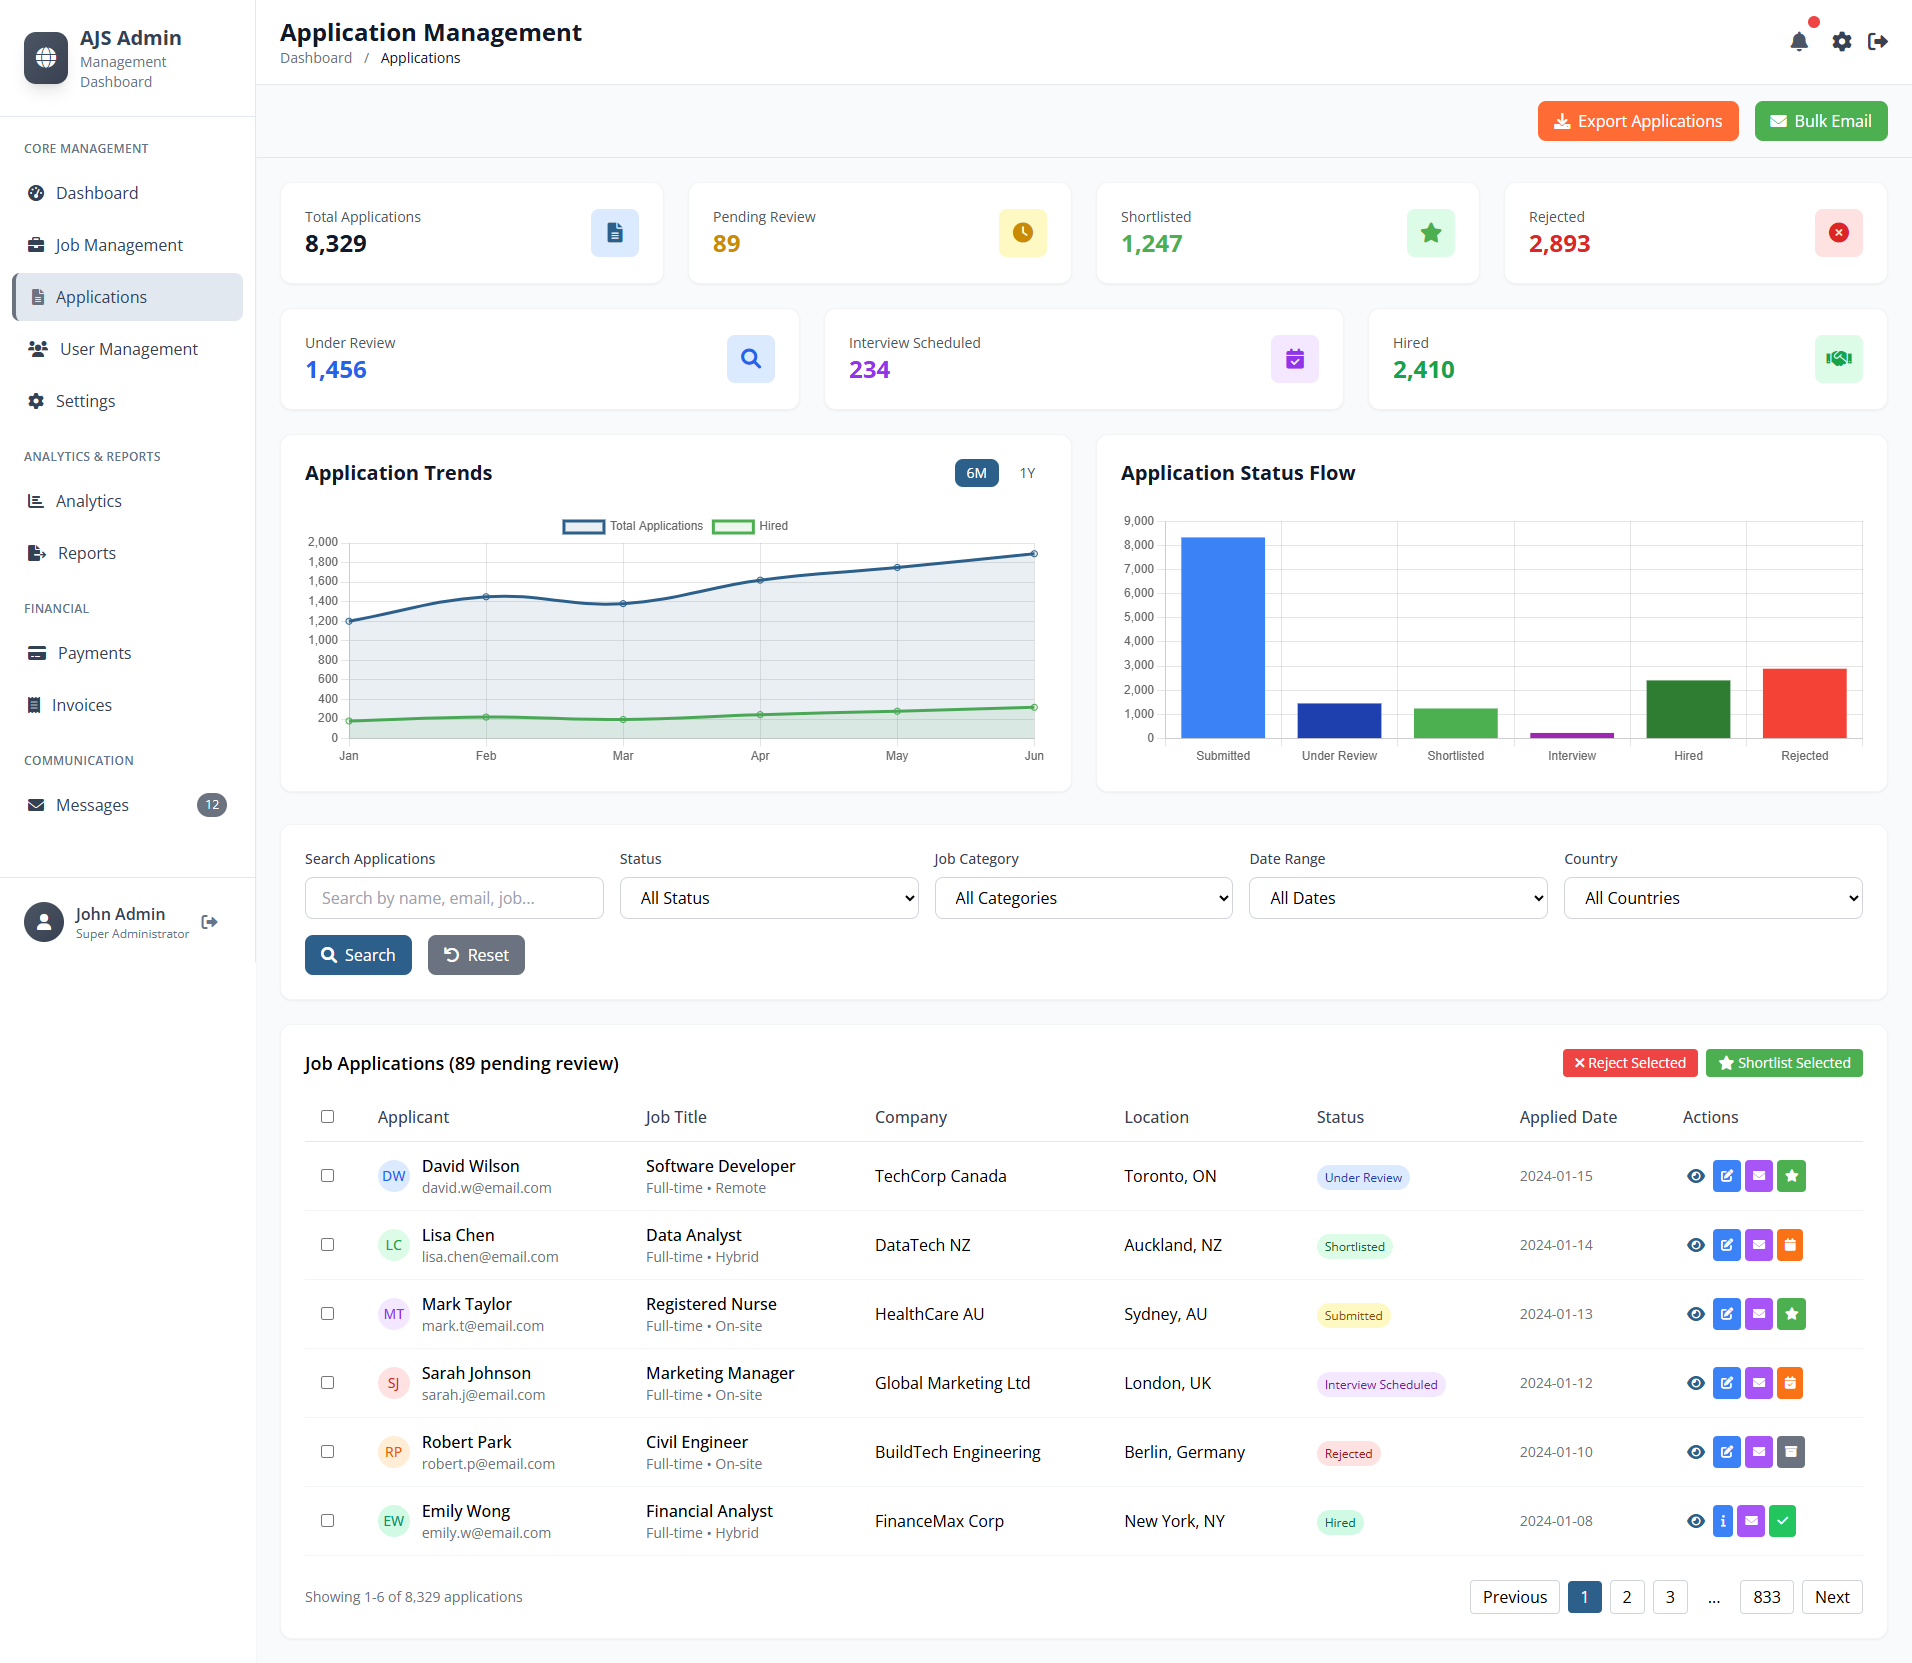 AJS Admin
Management
Dashboard
CORE MANAGEMENT
Dashboard
Job Management
Applications
User Management
Settings
ANALYTICS & REPORTS
Analytics
Reports
FINANCIAL
Payments
Invoices
COMMUNICATION
Messages 12
John Admin
Super Administrator
Application Management
Dashboard / Applications
Export Applications Bulk Email
Total Applications
8,329
Pending Review
89
Shortlisted
1,247
Rejected
2,893
Under Review
1,456
Interview Scheduled
234
Hired
2,410
Application Trends 6M 1Y
Total Applications Hired
2,000
1,800
1,600
1,400
1,200
1,000
800
600
400
200
0
Jan Feb Mar Apr May Jun
Application Status Flow
9,000
8,000
7,000
6,000
5,000
4,000
3,000
2,000
1,000
0
Submitted Under Review Shortlisted Interview Hired Rejected
Search Applications Status Job Category Date Range Country
Search by name, email, job... All Status All Categories All Dates All Countries
Search Reset
Job Applications (89 pending review) Reject Selected Shortlist Selected
Applicant Job Title Company Location Status Applied Date Actions
David Wilson Software Developer
TechCorp Canada Toronto, ON Under Review 2024-01-15
david.w@email.com Full-time • Remote
Lisa Chen Data Analyst
DataTech NZ Auckland, NZ Shortlisted 2024-01-14
lisa.chen@email.com Full-time • Hybrid
Mark Taylor Registered Nurse
HealthCare AU Sydney, AU Submitted 2024-01-13
mark.t@email.com Full-time • On-site
Sarah Johnson Marketing Manager
Global Marketing Ltd London, UK Interview Scheduled 2024-01-12
sarah.j@email.com Full-time • On-site
Robert Park Civil Engineer
BuildTech Engineering Berlin, Germany Rejected 2024-01-10
robert.p@email.com Full-time • On-site
Emily Wong Financial Analyst
FinanceMax Corp New York, NY Hired 2024-01-08
emily.w@email.com Full-time • Hybrid
DW
LC
MT
SJ
RP
EW
Showing 1-6 of 8,329 applications Previous 1 2 3 ... 833 Next